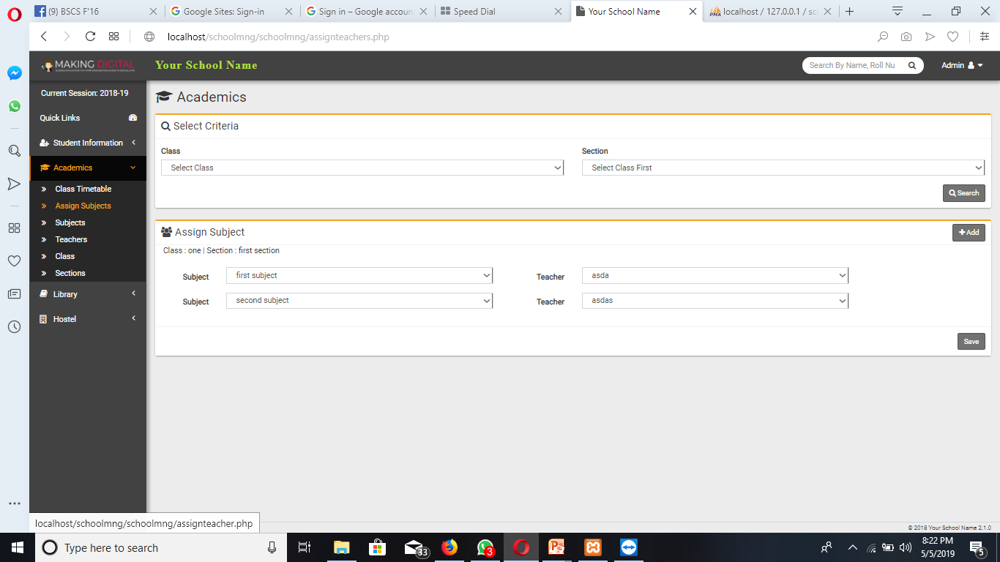 (9) BSCS F'16
Google Sites: Sign-in
Sign in – Google accoun
Speed Dial
Your School Name
localhost / 127.0.0.1 / sc
localhost/schoolmng/schoolmng/assignteachers.php
MAKING DIGITAL
Your School Name
Search By Name, Roll Nu
Admin
Current Session: 2018-19
Quick Links
Student Information
Academics
Class Timetable
Assign Subjects
Subjects
Teachers
Class
Sections
Library
Hostel
Academics
Select Criteria
Class
Section
Select Class
Select Class First
Search
Assign Subject
Add
Class : one | Section : first section
Subject first subject Teacher asda
Subject second subject Teacher asdas
Save
localhost/schoolmng/schoolmng/assignteacher.php
© 2018 Your School Name 2.1.0
Type here to search
33
3
8:22 PM
5/5/2019
5